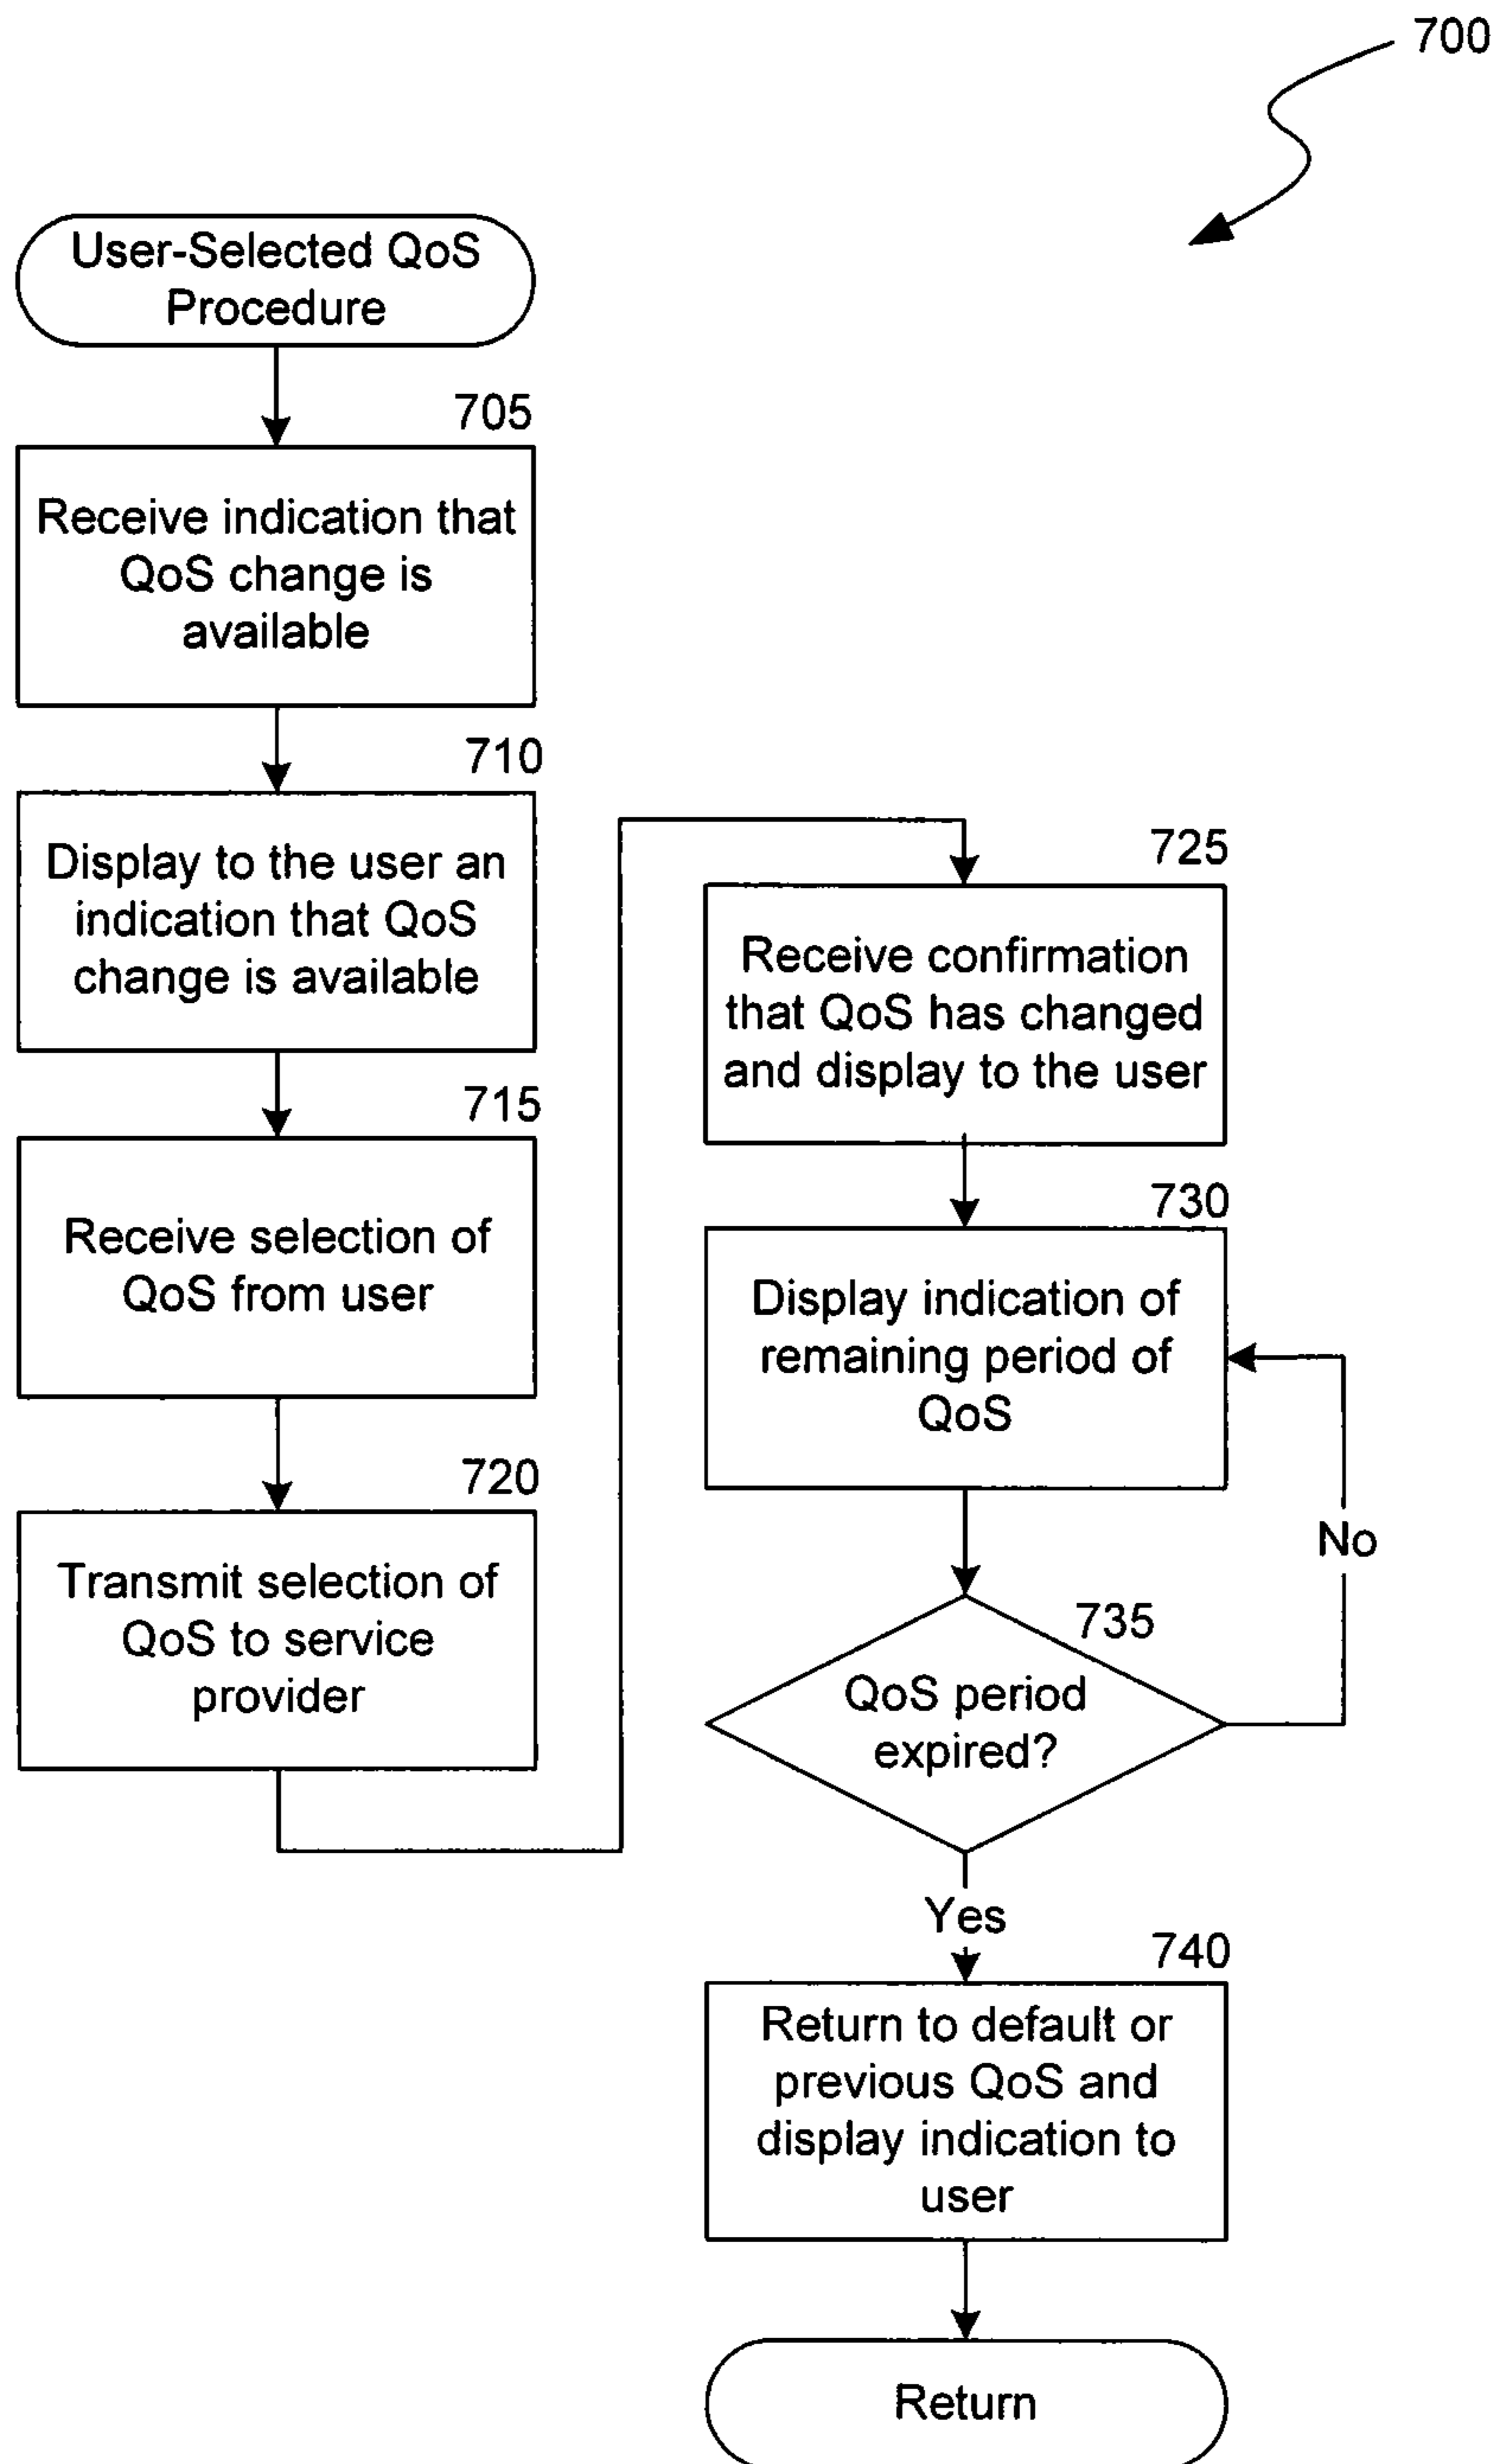 700
User-Selected QoS
Procedure
705
Receive indication that
QoS change is
available
710
Display to the user an
indication that QoS
change is available
715
Receive selection of
QoS from user
720
Transmit selection of
QoS to service
provider
725
Receive confirmation
that QoS has changed
and display to the user
730
Display indication of
remaining period of
QoS
No
735
QoS period
expired?
Yes
740
Return to default or
previous QoS and
display indication to
user
Return